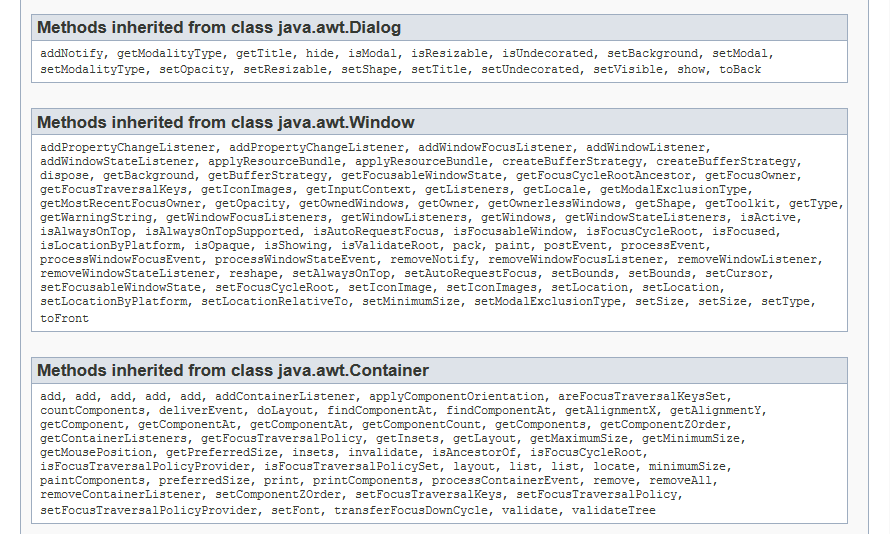 Methods inherited from class java.awt.Dialog
addNotify, getModalityType, getTitle, hide, isModal, isResizable, isUndecorated, setBackground, setModal,
setModalityType, setOpacity, setResizable, setShape, setTitle, setUndecorated, setVisible, show, toBack
Methods inherited from class java.awt.Window
addPropertyChangeListener, addPropertyChangeListener, addWindowFocusListener, addWindowListener,
addWindowStateListener, applyResourceBundle, applyResourceBundle, createBufferStrategy, createBufferStrategy,
dispose, getBackground, getBufferStrategy, getFocusableWindowState, getFocusCycleRootAncestor, getFocusOwner,
getFocusTraversalKeys, getIconImages, getInputContext, getListeners, getLocale, getModalExclusionType,
getMostRecentFocusOwner, getOpacity, getOwnedWindows, getOwner, getOwnerlessWindows, getShape, getToolkit, getType,
getWarningString, getWindowFocusListeners, getWindowListeners, getWindows, getWindowStateListeners, isActive,
isAlwaysOnTop, isAlwaysOnTopSupported, isAutoRequestFocus, isFocusableWindow, isFocusCycleRoot, isFocused,
isLocationByPlatform, isOpaque, isShowing, isValidateRoot, pack, paint, postEvent, processEvent,
processWindowFocusEvent, processWindowStateEvent, removeNotify, removeWindowFocusListener, removeWindowListener,
removeWindowStateListener, reshape, setAlwaysOnTop, setAutoRequestFocus, setBounds, setBounds, setCursor,
setFocusableWindowState, setFocusCycleRoot, setIconImage, setIconImages, setLocation, setLocation,
setLocationByPlatform, setLocationRelativeTo, setMinimumSize, setModalExclusionType, setSize, setSize, setType,
toFront
Methods inherited from class java.awt.Container
add, add, add, add, add, addContainerListener, applyComponentOrientation, areFocusTraversalKeysSet,
countComponents, deliverEvent, doLayout, findComponentAt, findComponentAt, getAlignmentX, getAlignmentY,
getComponent, getComponentAt, getComponentAt, getComponentCount, getComponents, getComponentZOrder,
getContainerListeners, getFocusTraversalPolicy, getInsets, getLayout, getMaximumSize, getMinimumSize,
getMousePosition, getPreferredSize, insets, invalidate, isAncestorOf, isFocusCycleRoot,
isFocusTraversalPolicyProvider, isFocusTraversalPolicySet, layout, list, list, locate, minimumSize,
paintComponents, preferredSize, print, printComponents, processContainerEvent, remove, removeAll,
removeContainerListener, setComponentZOrder, setFocusTraversalKeys, setFocusTraversalPolicy,
setFocusTraversalPolicyProvider, setFont, transferFocusDownCycle, validate, validateTree